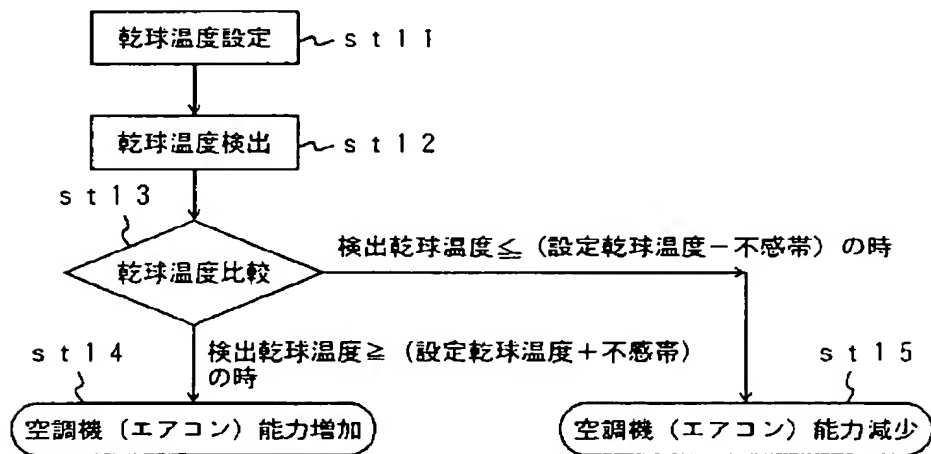 乾球温度設定 st11
乾球温度検出 st12
st13
乾球温度比較
検出乾球温度≦（設定乾球温度－不感帯）の時
st14
検出乾球温度≧（設定乾球温度＋不感帯）
の時
st15
空調機（エアコン）能力増加
空調機（エアコン）能力減少